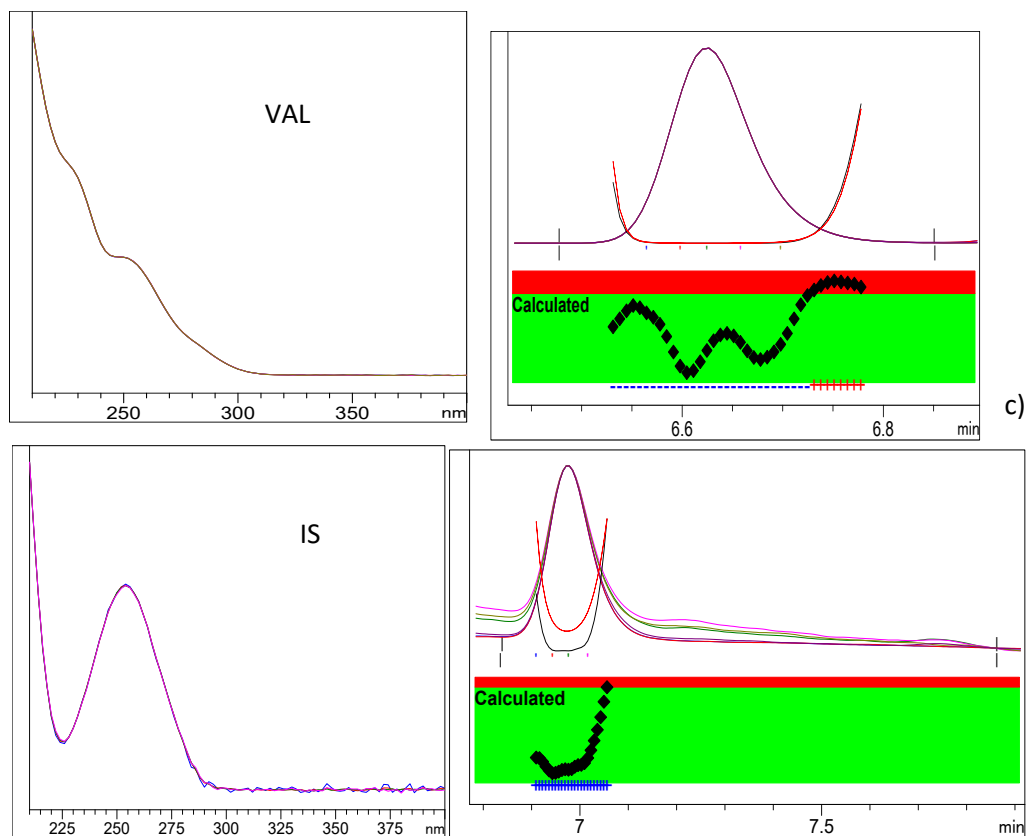 VAL
250 300 350 nm
Calculated
6.6 6.8 min
c)
IS
225 250 275 300 325 350 375 nm
Calculated
7 7.5 min